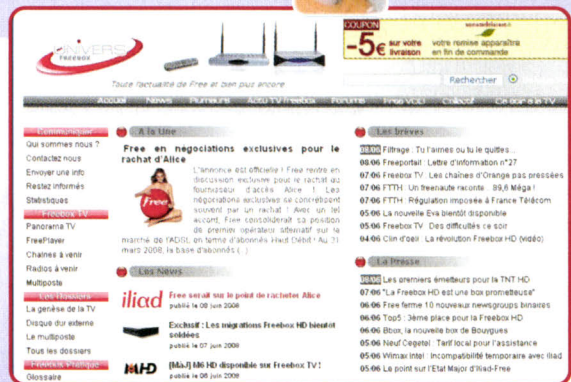 COUPON
-5€ sur votre livraison
votre remise apparaîtra
en fin de commande
UNIVERS
FREEBOX
Toute l'actualité de Free et bien plus encore
Rechercher
Accueil News Rumeurs Actu TV freebox Forums Free VOD Collectif Ce soir à la TV
Communiquer
Qui sommes nous ?
Contactez nous
Envoyer une info
Restez informés
Statistiques
Freebox TV
Panorama TV
FreePlayer
Chaînes à venir
Radios à venir
Multiposte
Les Dossiers
La genèse de la TV
Disque dur externe
Le multiposte
Tous les dossiers
Freebox Pratique
Glossaire
A la Une
Free en négociations exclusives pour le
rachat d'Alice
L'annonce est officielle ! Free rentre en
discussion exclusive pour le rachat du
fournisseur d'accès Alice ! Les
négociations exclusives se concrétisent
souvent par un rachat ! Avec un tel
accord, Free consoliderait sa position
de premier opérateur alternatif sur le
marché de l'ADSL en terme d'abonnés Haut Débit. Au 31
mars 2008, la base d'abonnés (...)
free
Les News
iliad
Free serait sur le point de racheter Alice
publié le 08 juin 2008
Exclusif : Les migrations Freebox HD bientôt
soldées
publié le 07 juin 2008
M6HD
[MàJ] M6 HD disponible sur Freebox TV !
publié le 06 juin 2008
Les brèves
08/06 Filtrage : Tu l'aimes ou tu le quittes...
08/06 Freeportail : Lettre d'information n°27
07/06 Freebox TV : Les chaînes d'Orange pas pressées
07/06 FTTH : Un freenaute raconte... 89,6 Méga !
05/06 FTTH : Régulation imposée à France Télécom
05/06 La nouvelle Eva bientôt disponible
05/06 Freebox TV : Des difficultés ce soir
04/06 Clin d'oeil : La révolution Freebox HD (vidéo)
La Presse
08/06 Les premiers émetteurs pour la TNT HD
07/06 "La Freebox HD est une box prometteuse"
06/06 Free ferme 10 nouveaux newsgroups binaires
06/06 Top5 : 3ème place pour la Freebox HD
06/06 Bbox, la nouvelle box de Bouygues
05/06 Neuf Cegetel : Tarif local pour l'assistance
05/06 Wimax Intel : Incompatibilité temporaire avec Iliad
05/06 Le point sur l'Etat Major d'Iliad-Free